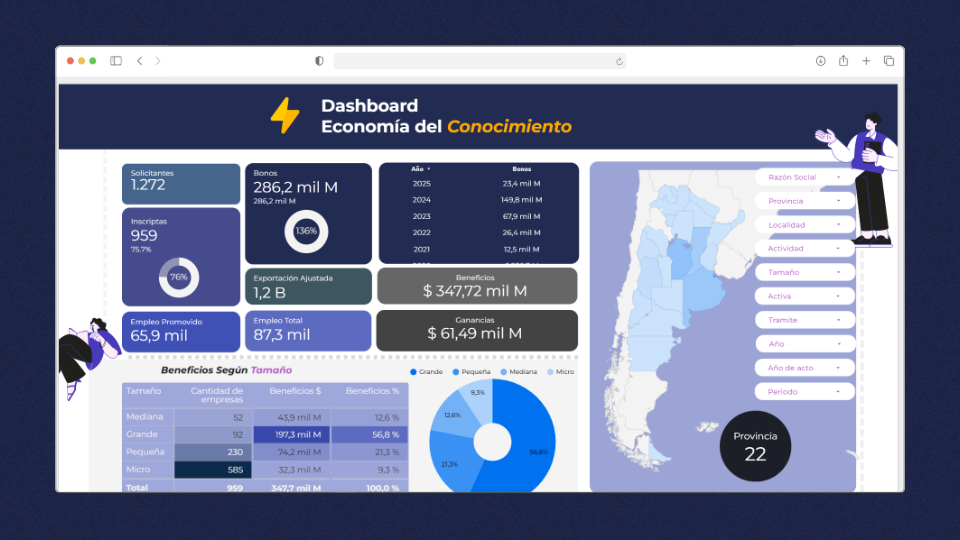 Dashboard
Economía del Conocimiento
Solicitantes
1.272
Inscriptas
959
75.7%
76%
Bonos
286,2 mil M
286,2 mil M
136%
Año Bonos
2025 23,4 mil M
2024 149,8 mil M
2023 67,9 mil M
2022 26,4 mil M
2021 12,5 mil M
Exportación Ajustada
1,2 B
Beneficios
$ 347,72 mil M
Empleo Promovido
65,9 mil
Empleo Total
87,3 mil
Ganancias
$ 61,49 mil M
Razón Social
Provincia
Localidad
Actividad
Tamaño
Activa
Tramite
Año
Año de acta
Periodo
Provincia
22
Beneficios Según Tamaño
Tamaño Cantidad de empresas Beneficios $ Beneficios %
Mediana 52 43,9 mil M 12,6 %
Grande 92 197,3 mil M 56,8 %
Pequeña 230 74,2 mil M 21,3 %
Micro 585 32,3 mil M 9,3 %
Total 959 347,7 mil M 100,0 %
Grande Pequeña Mediana Micro
9,3%
12,6%
21,3%
56,8%